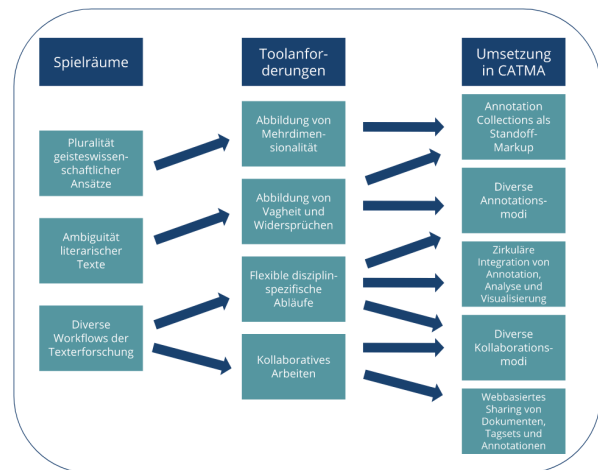 Spielräume
Pluralität
geisteswissen-
schaftlicher
Ansätze
Ambiguität
literarischer
Texte
Diverse
Workflows der
Texterforschung
Toolanfor-
derungen
Abbildung von
Mehrdimen-
sionalität
Abbildung von
Vagheit und
Widersprüchen
Flexible disziplin-
spezifische
Abläufe
Kollaboratives
Arbeiten
Umsetzung
in CATMA
Annotation
Collections als
Standoff-
Markup
Diverse
Annotations-
modi
Zirkuläre
Integration von
Annotation,
Analyse und
Visualisierung
Diverse
Kollaborations-
modi
Webbasiertes
Sharing von
Dokumenten,
Tagsets und
Annotationen